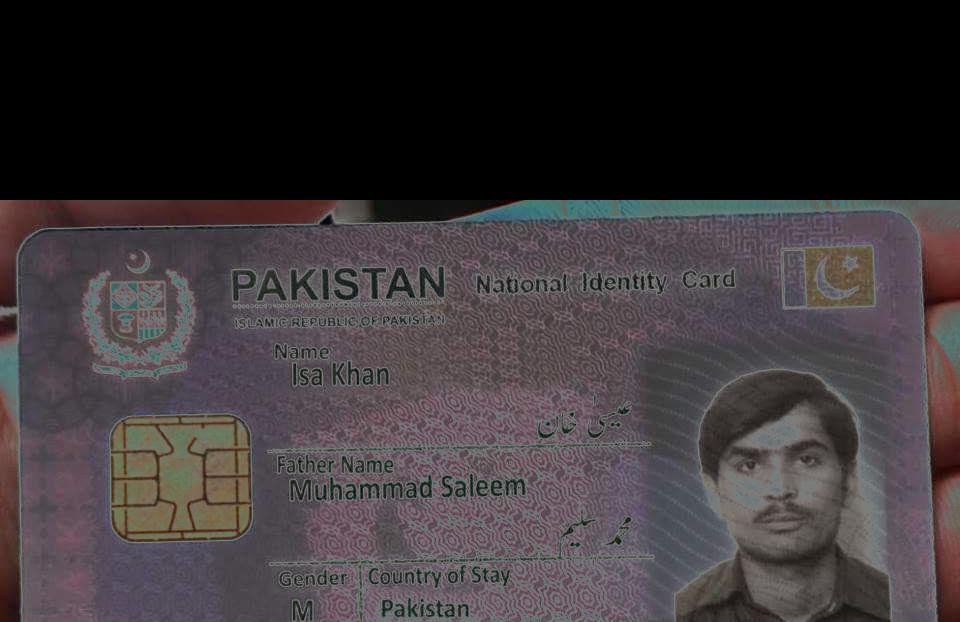 PAKISTAN National Identity Card
ISLAMIC REPUBLIC OF PAKISTAN
Name
Isa Khan
عیسیٰ خان
Father Name
Muhammad Saleem
محمد سلیم
Gender Country of Stay
M Pakistan